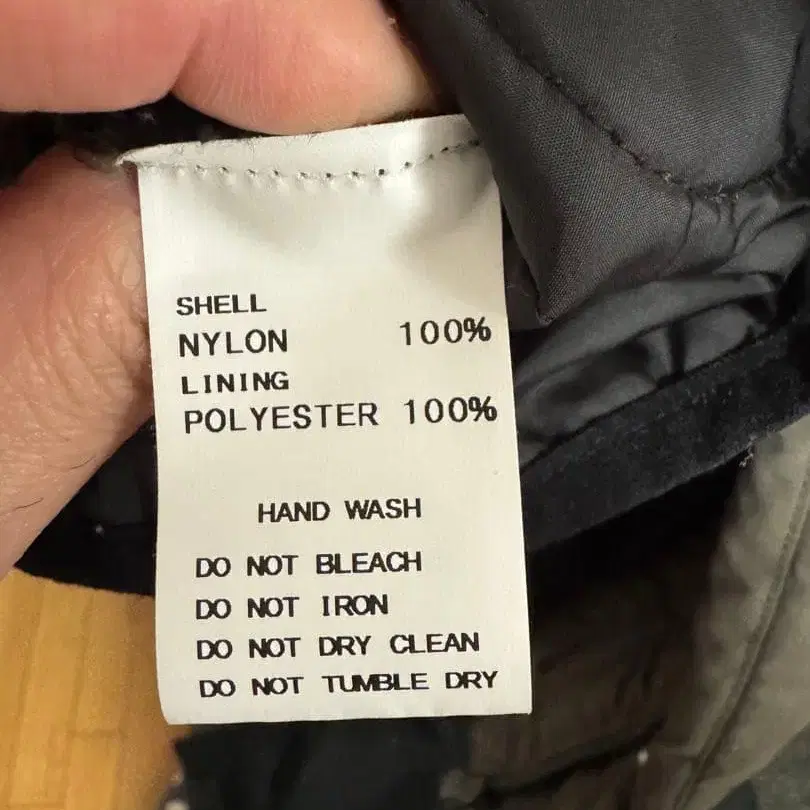 SHELL
NYLON 100%
LINING
POLYESTER 100%
HAND WASH
DO NOT BLEACH
DO NOT IRON
DO NOT DRY CLEAN
DO NOT TUMBLE DRY